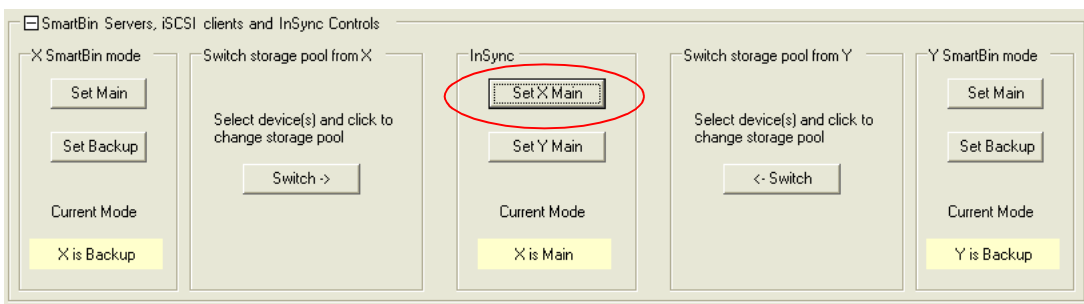 SmartBin Servers, iSCSI clients and InSync Controls
X SmartBin mode
Set Main
Set Backup
Current Mode
X is Backup
Switch storage pool from X
Select device(s) and click to
change storage pool
Switch ->
InSync
Set X Main
Set Y Main
Current Mode
X is Main
Switch storage pool from Y
Select device(s) and click to
change storage pool
<- Switch
Y SmartBin mode
Set Main
Set Backup
Current Mode
Y is Backup